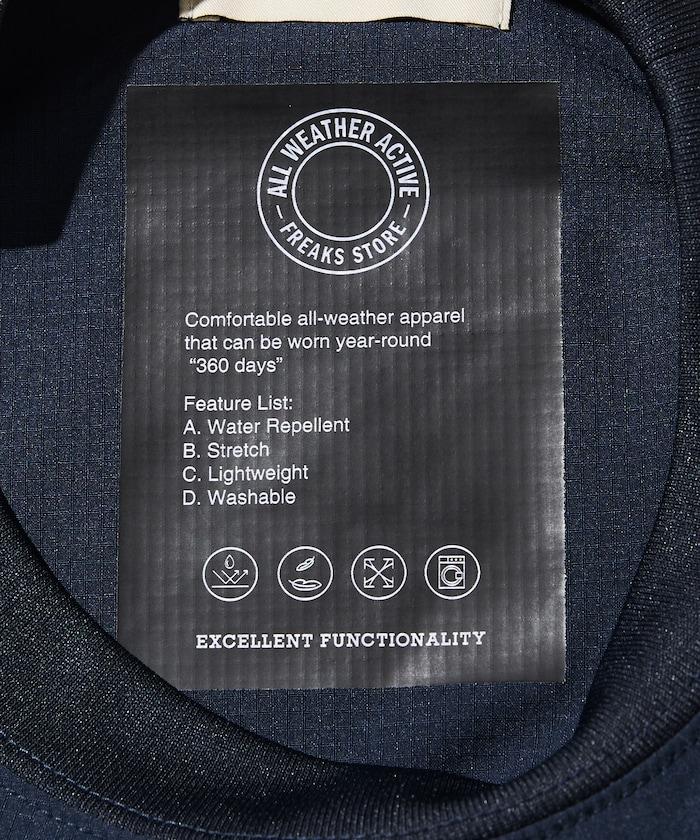 ALL WEATHER ACTIVE
— FREAKS STORE —
Comfortable all-weather apparel
that can be worn year-round
“360 days”
Feature List:
A. Water Repellent
B. Stretch
C. Lightweight
D. Washable
EXCELLENT FUNCTIONALITY